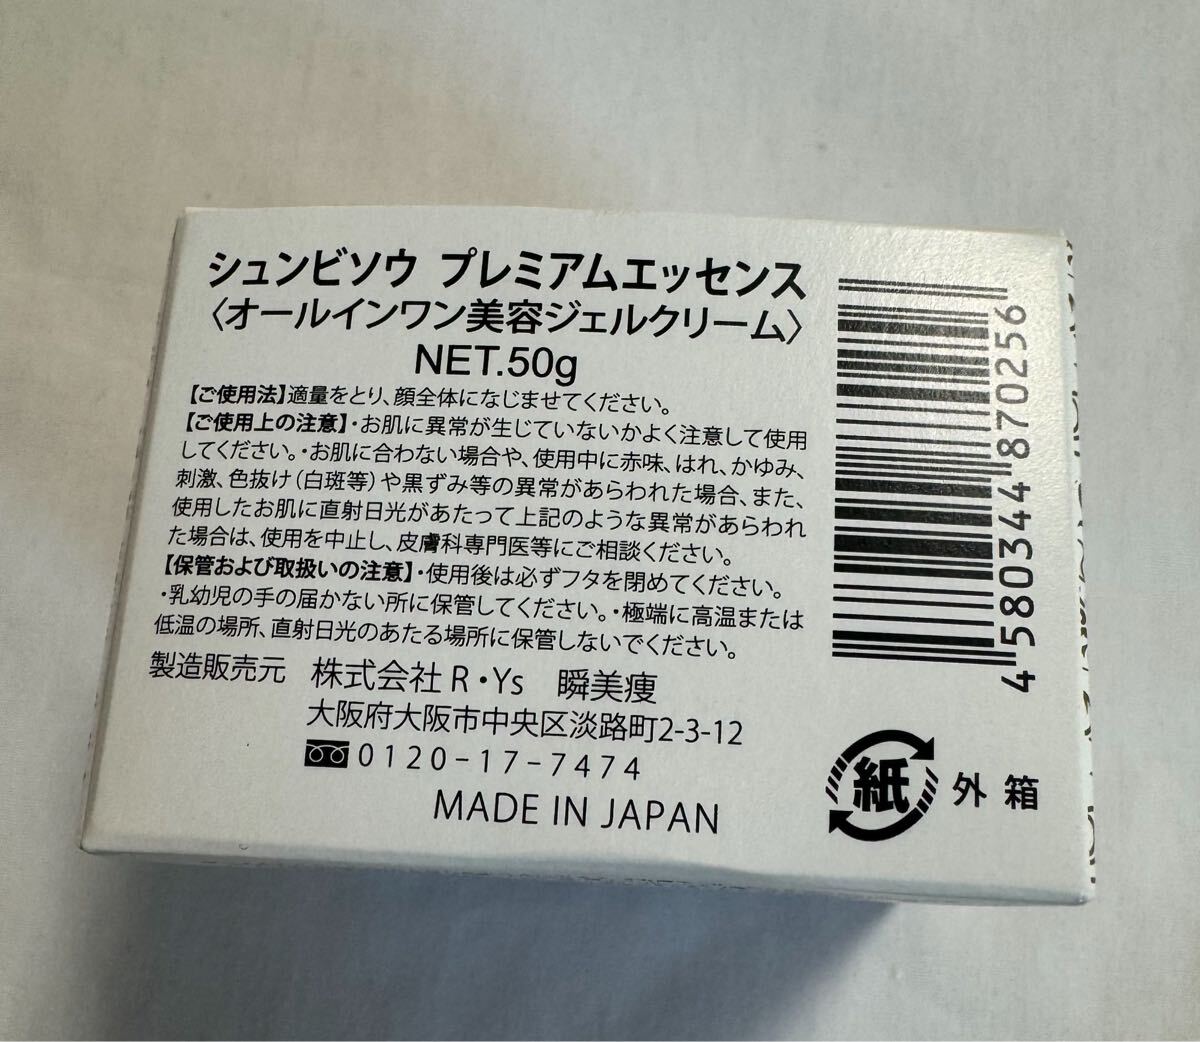 シュンビソウ プレミアムエッセンス
〈オールインワン美容ジェルクリーム〉
NET.50g
【ご使用法】適量をとり、顔全体になじませてください。
【ご使用上の注意】・お肌に異常が生じていないかよく注意して使用
してください。・お肌に合わない場合や、使用中に赤味、はれ、かゆみ、
刺激、色抜け（白斑等）や黒ずみ等の異常があらわれた場合、また、
使用したお肌に直射日光があたって上記のような異常があらわれ
た場合は、使用を中止し、皮膚科専門医等にご相談ください。
【保管および取扱いの注意】・使用後は必ずフタを閉めてください。
・乳幼児の手の届かない所に保管してください。・極端に高温または
低温の場所、直射日光のあたる場所に保管しないでください。
製造販売元 株式会社R・Ys 瞬美痩
大阪府大阪市中央区淡路町2-3-12
0120-17-7474
MADE IN JAPAN
4580344870256
紙 外箱